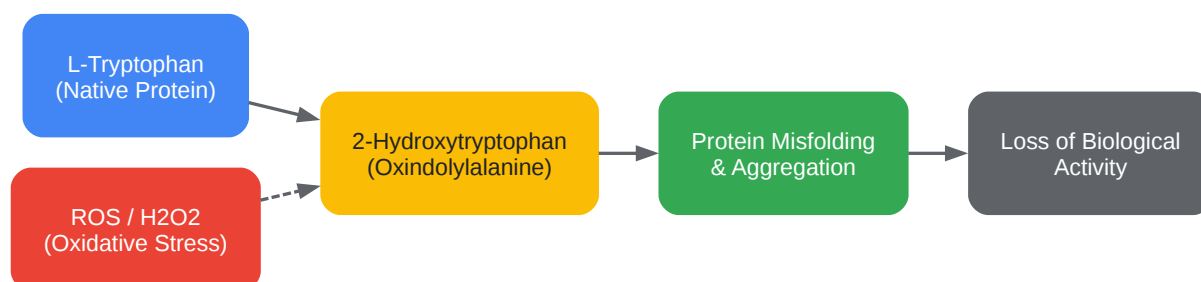 L-Tryptophan
(Native Protein)
ROS / H2O2
(Oxidative Stress)
2-Hydroxytryptophan
(Oxindolylalanine)
Protein Misfolding
& Aggregation
Loss of Biological
Activity